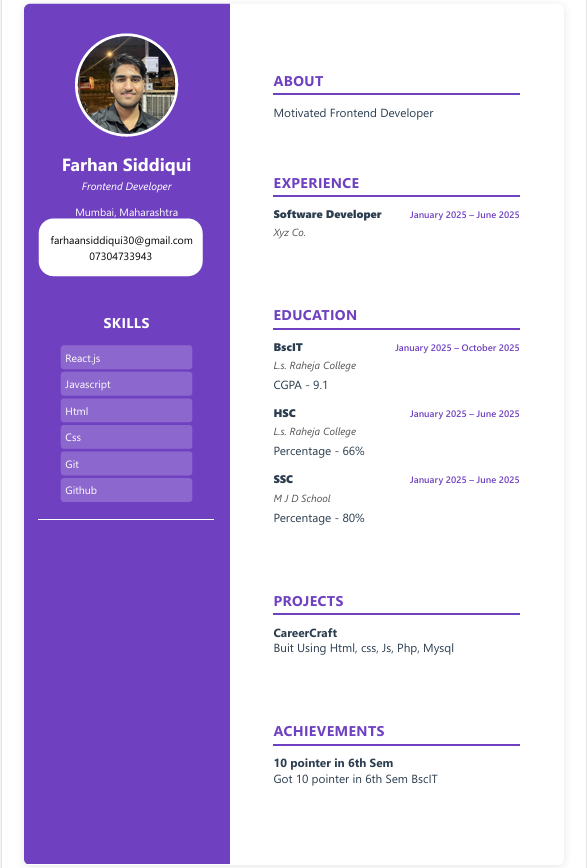 Farhan Siddiqui
Frontend Developer
Mumbai, Maharashtra
farhaansiddiqui30@gmail.com
07304733943
SKILLS
React.js
Javascript
Html
Css
Git
Github
ABOUT
Motivated Frontend Developer
EXPERIENCE
Software Developer January 2025 – June 2025
Xyz Co.
EDUCATION
BscIT January 2025 – October 2025
L.s. Raheja College
CGPA - 9.1
HSC January 2025 – June 2025
L.s. Raheja College
Percentage - 66%
SSC January 2025 – June 2025
M J D School
Percentage - 80%
PROJECTS
CareerCraft
Buit Using Html, css, Js, Php, Mysql
ACHIEVEMENTS
10 pointer in 6th Sem
Got 10 pointer in 6th Sem BscIT